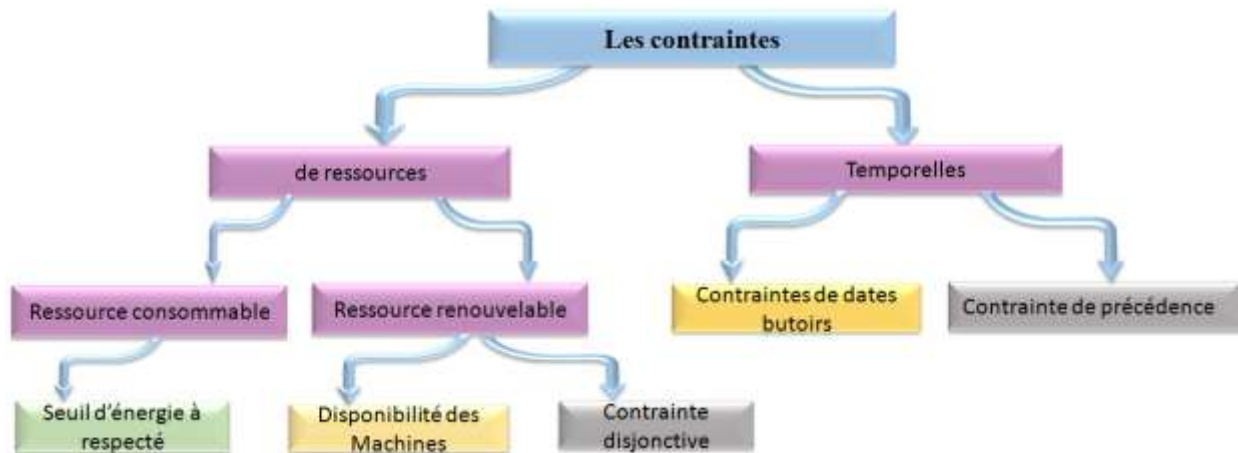 Les contraintes
de ressources
Temporelles
Ressource consommable
Ressource renouvelable
Contraintes de dates
butoirs
Contrainte de précédence
Seuil d'énergie à
respecté
Disponibilité des
Machines
Contrainte
disjonctive